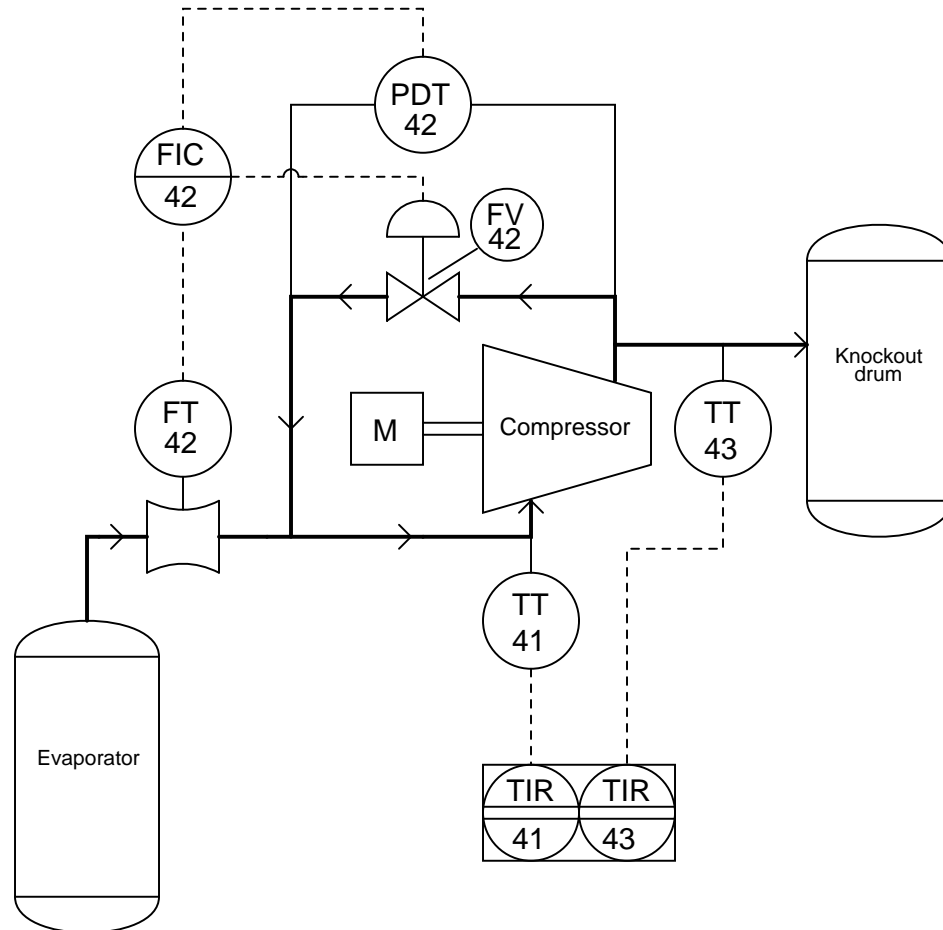 PDT
42
FIC
42
FV
42
Knockout
drum
FT
42
M
Compressor
TT
43
TT
41
Evaporator
TIR
41
TIR
43